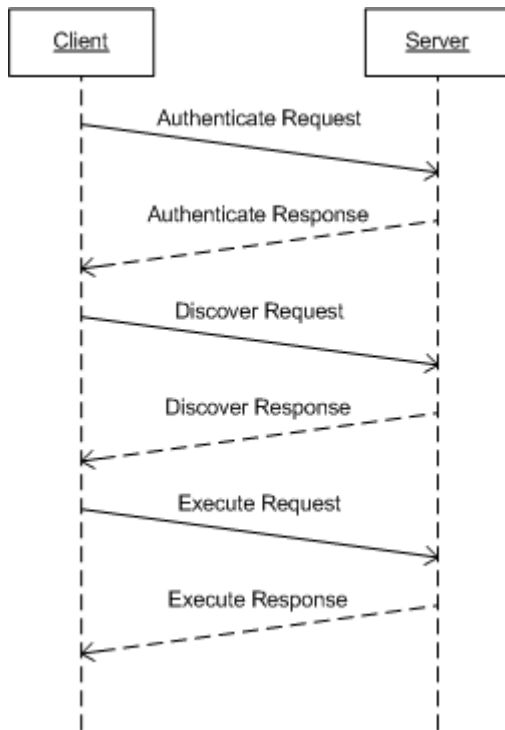 Client
Server
Authenticate Request
Authenticate Response
Discover Request
Discover Response
Execute Request
Execute Response